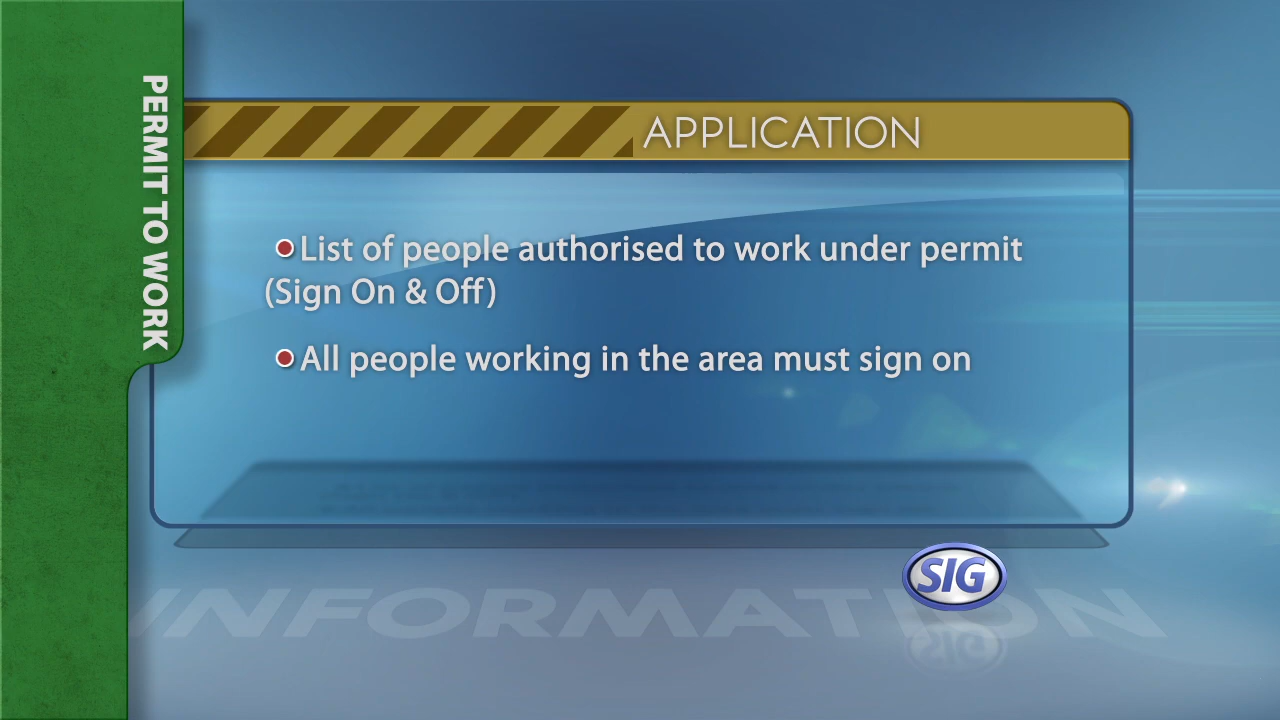 PERMIT TO WORK
APPLICATION
List of people authorised to work under permit
(Sign On & Off)
All people working in the area must sign on
SIG
INFORMATION